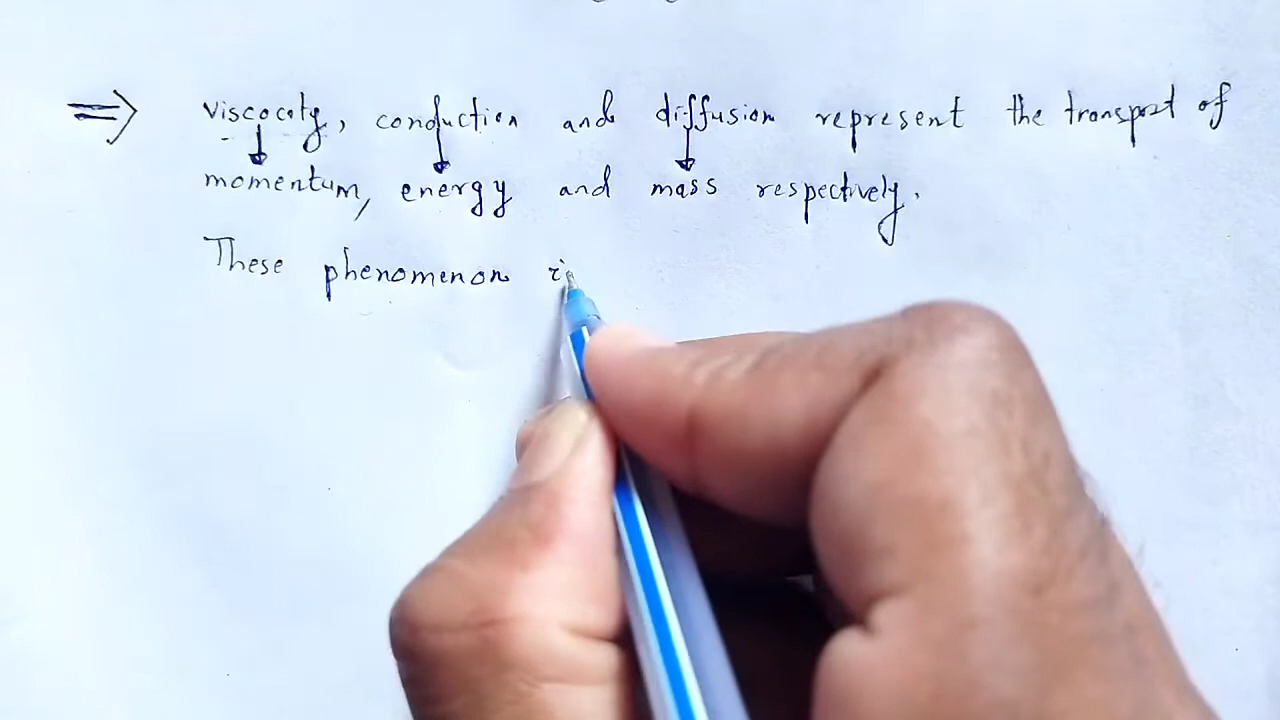 ⇒ viscocity, conduction and diffusion represent the transport of
momentum, energy and mass respectively.
These phenomenon